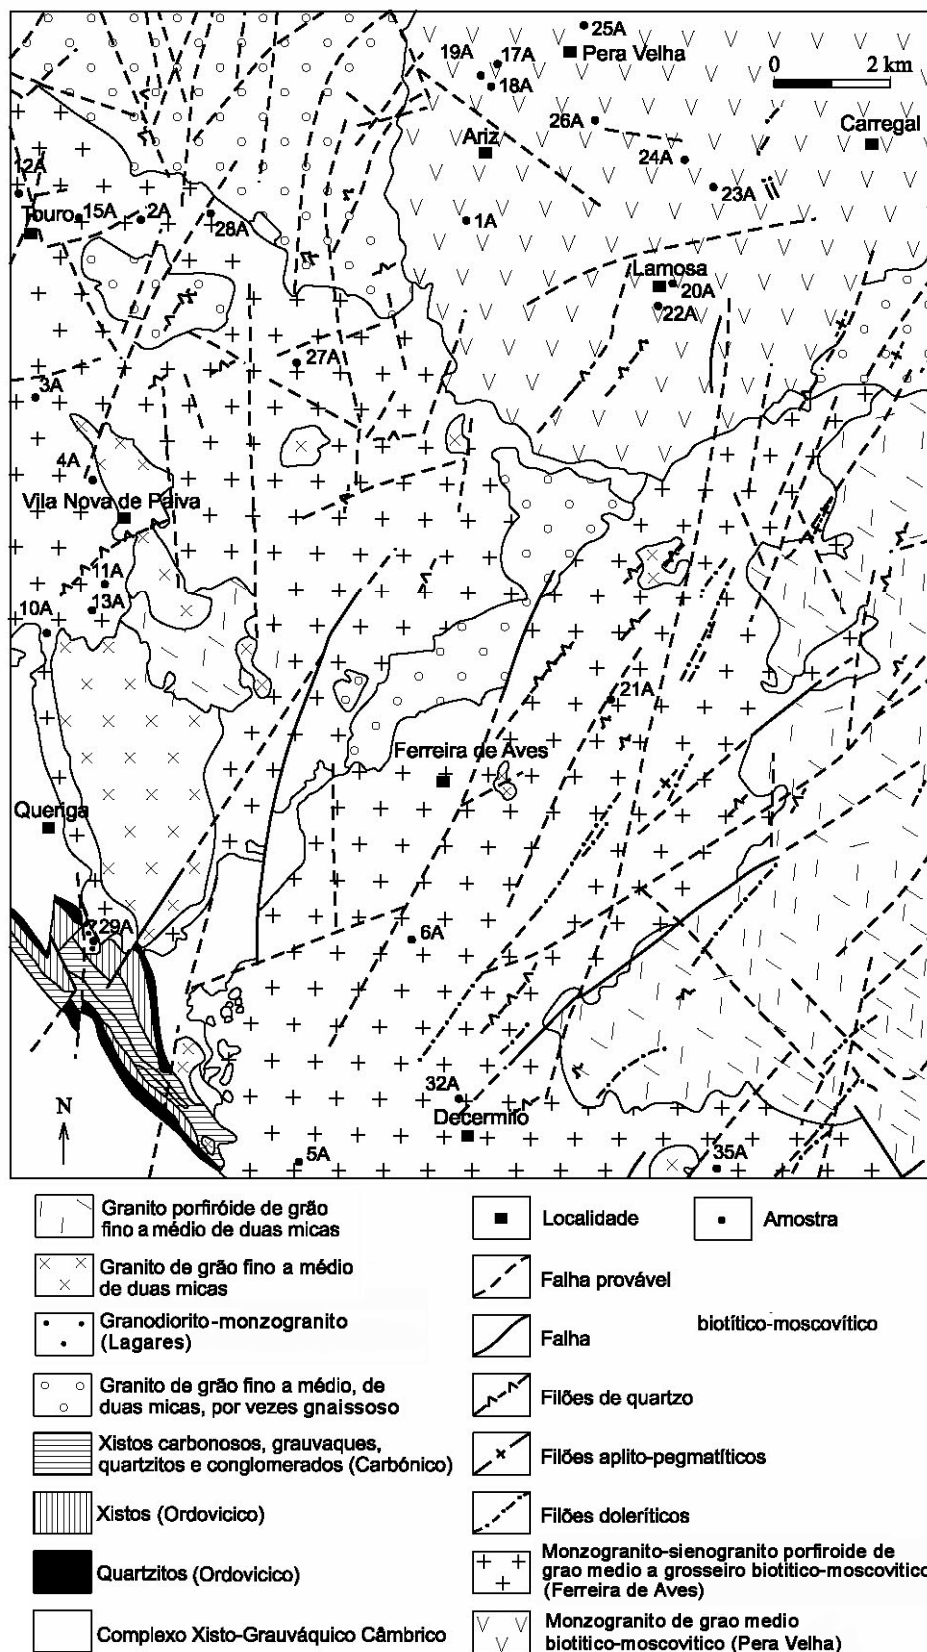 25A
19A
17A
Pera Velha
18A
0 2 km
26A
Carregal
Ariz
24A
23A
12A
Touro
15A
2A
28A
1A
Lamosa
20A
22A
27A
3A
4A
Vila Nova de Paiva
11A
13A
10A
21A
Ferreira de Aves
Queriga
29A
6A
32A
N
Decermilo
5A
35A
Granito porfiróide de grão
fino a médio de duas micas
Granito de grão fino a médio
de duas micas
Granodiorito-monzogranito
(Lagares)
Granito de grão fino a médio, de
duas micas, por vezes gnaissoso
Xistos carbonosos, grauvaques,
quartzitos e conglomerados (Carbónico)
Xistos (Ordovicico)
Quartzitos (Ordovicico)
Complexo Xisto-Grauváquico Câmbrico
Localidade
Amostra
Falha provável
biotítico-moscovítico
Falha
Filões de quartzo
Filões aplito-pegmatíticos
Filões doleríticos
Monzogranito-sienogranito porfiroide de
grao medio a grosseiro biotitico-moscovitico
(Ferreira de Aves)
Monzogranito de grao medio
biotitico-moscovitico (Pera Velha)